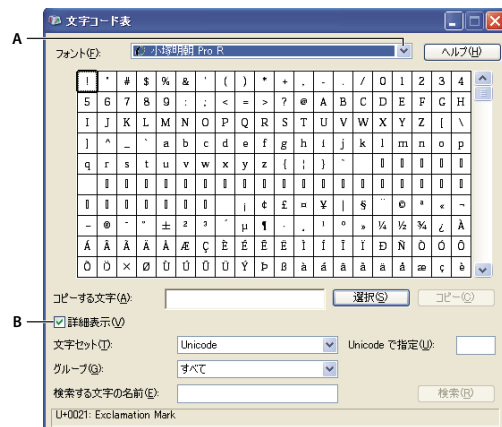 文字コード表
A
フォント(F): 小塚明朝 Pro R ヘルプ(H)
! " # $ % & ' ( ) * + , - . / 0 1 2 3 4
5 6 7 8 9 : ; < = > ? @ A B C D E F G H
I J K L M N O P Q R S T U V W X Y Z [ \
] ^ _ ` a b c d e f g h i j k l m n o p
q r s t u v w x y z { | } ~
¡ ¢ £ ¤ ¥ ¦ § ¨ © ª « ¬
- ® ¯ ° ± ² ³ ´ µ ¶ · ¸ ¹ º » ¼ ½ ¾ ¿ À
Á Â Ã Ä Å Æ Ç È É Ê Ë Ì Í Î Ï Ð Ñ Ò Ó Ô
Õ Ö × Ø Ù Ú Û Ü Ý Þ ß à á â ã ä å æ ç è
コピーする文字(A): 選択(S) コピー(C)
B
詳細表示(V)
文字セット(T): Unicode Unicode で指定(U):
グループ(G): すべて
検索する文字の名前(E): 検索(R)
U+0021: Exclamation Mark